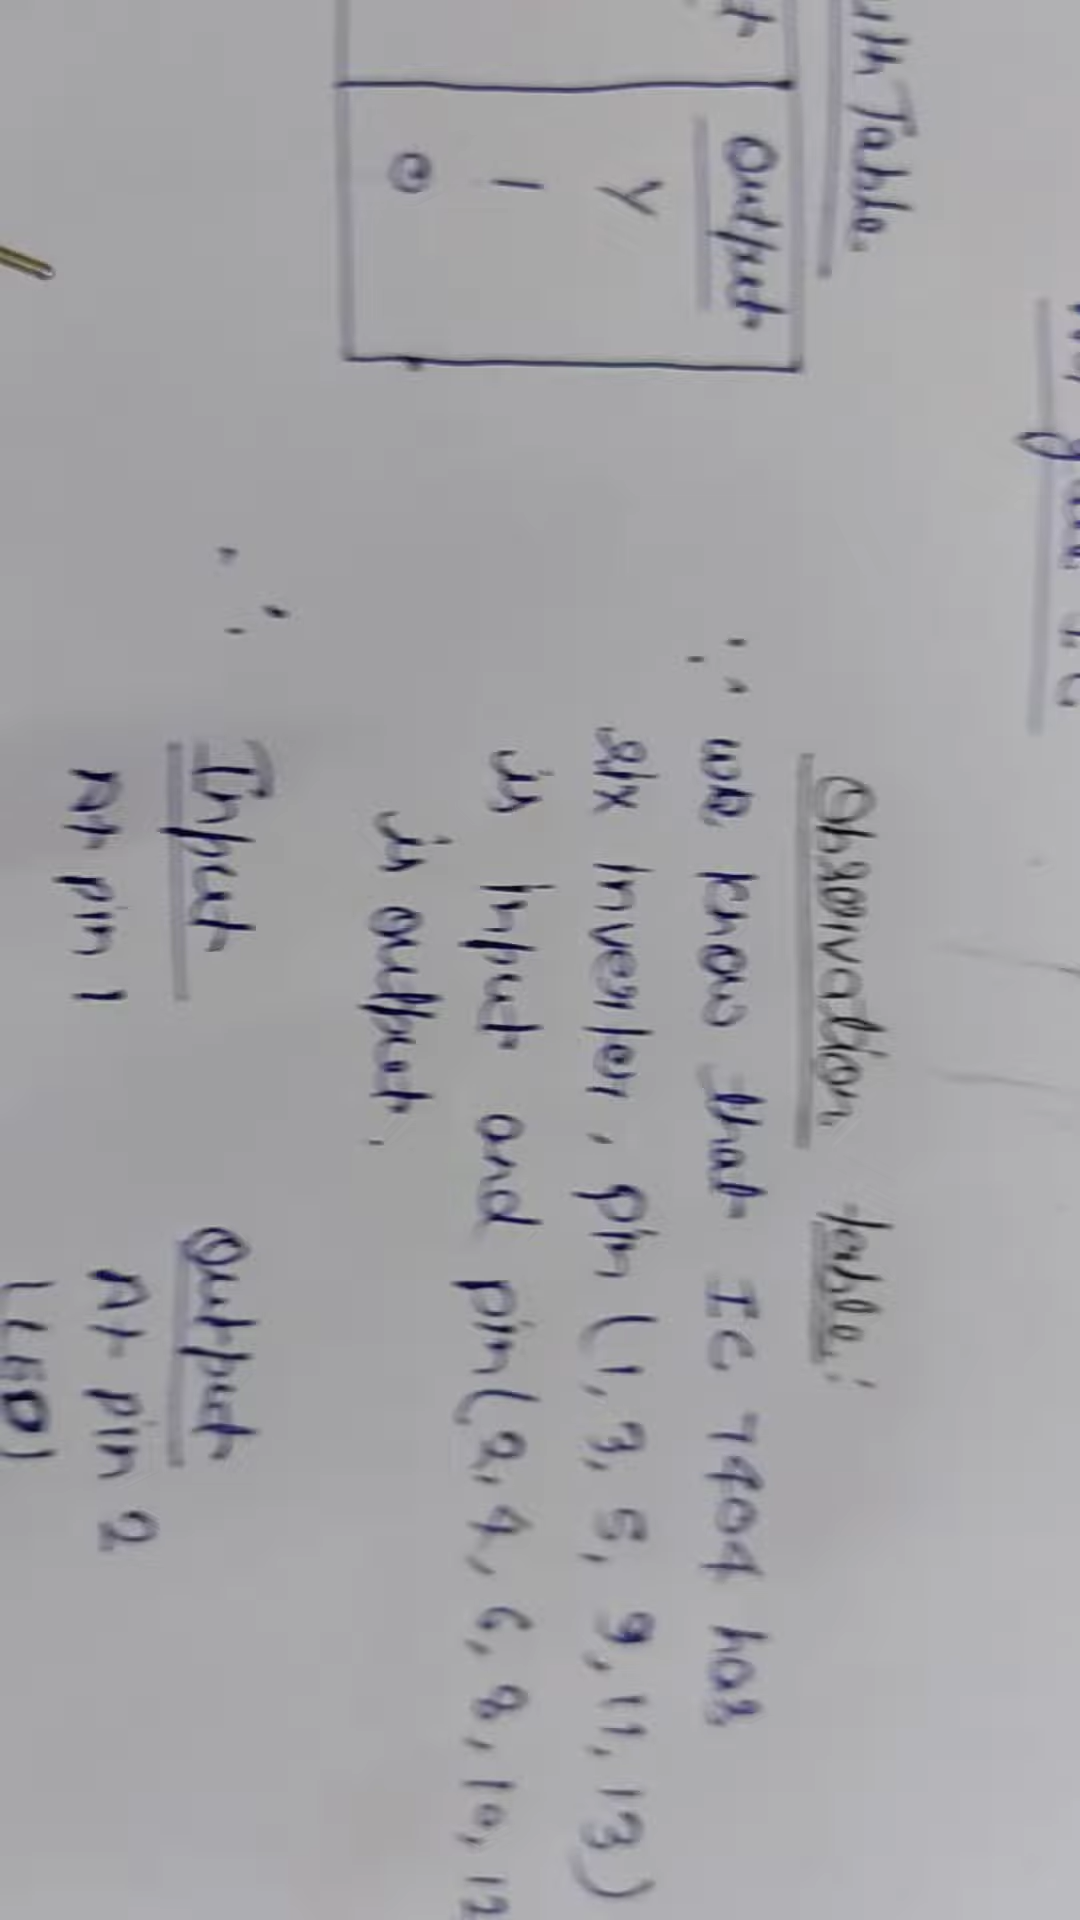 Truth Table
Output
Y
1
0
Observation table :
∵ we know that IC 7404 has
six Inverter, pin (1, 3, 5, 9, 11, 13)
is Input and pin (2, 4, 6, 8, 10, 12
is output.
∴ Input Output
At pin 1 At pin 2
(LED)